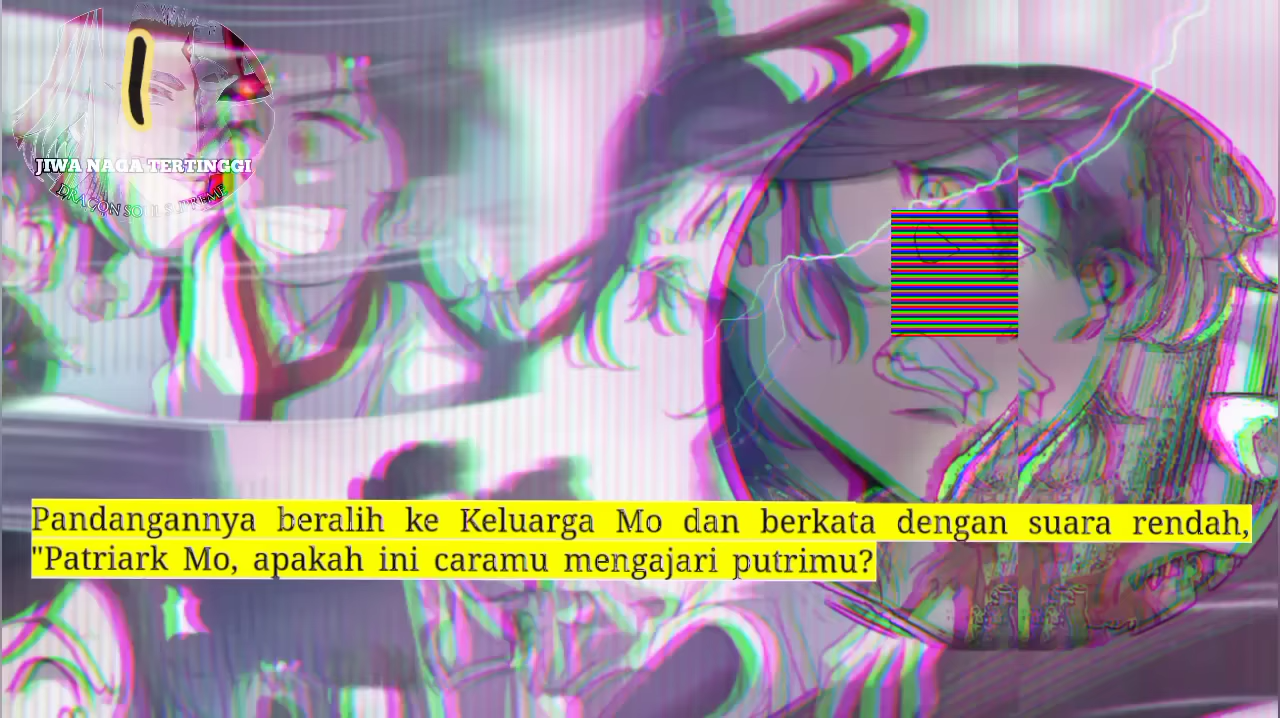 JIWA NAGA TERTINGGI
Pandangannya beralih ke Keluarga Mo dan berkata dengan suara rendah,
"Patriark Mo, apakah ini caramu mengajari putrimu?